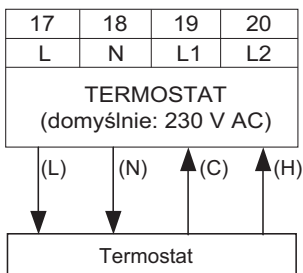 17 18 19 20
L N L1 L2
TERMOSTAT
(domyślnie: 230 V AC)
(L) (N) (C) (H)
Termostat